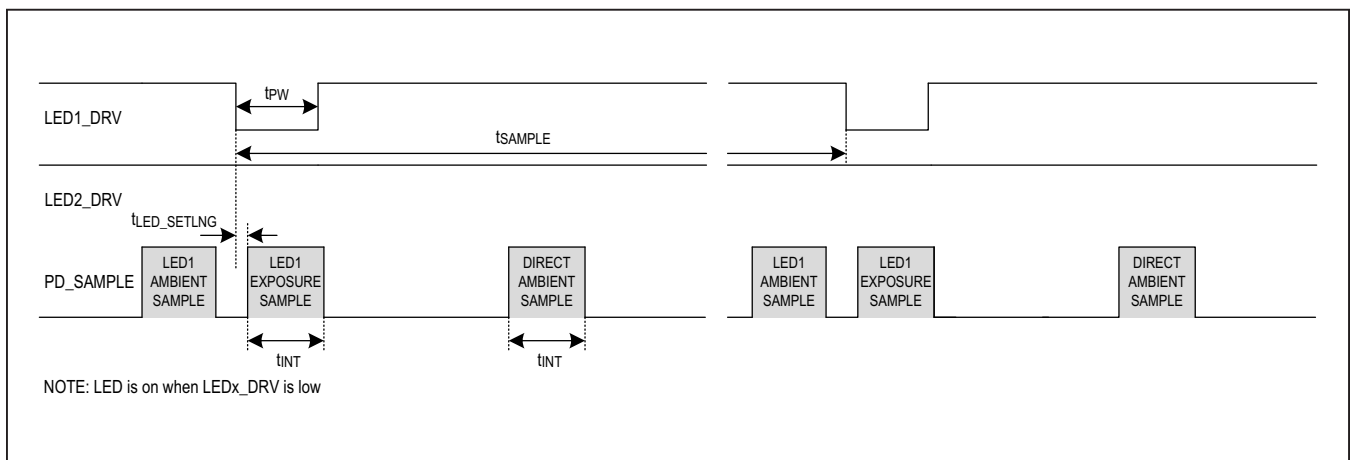 tPW
LED1_DRV
tSAMPLE
LED2_DRV
tLED_SETLNG
PD_SAMPLE
LED1
AMBIENT
SAMPLE
LED1
EXPOSURE
SAMPLE
DIRECT
AMBIENT
SAMPLE
LED1
AMBIENT
SAMPLE
LED1
EXPOSURE
SAMPLE
DIRECT
AMBIENT
SAMPLE
tINT
tINT
NOTE: LED is on when LEDx_DRV is low